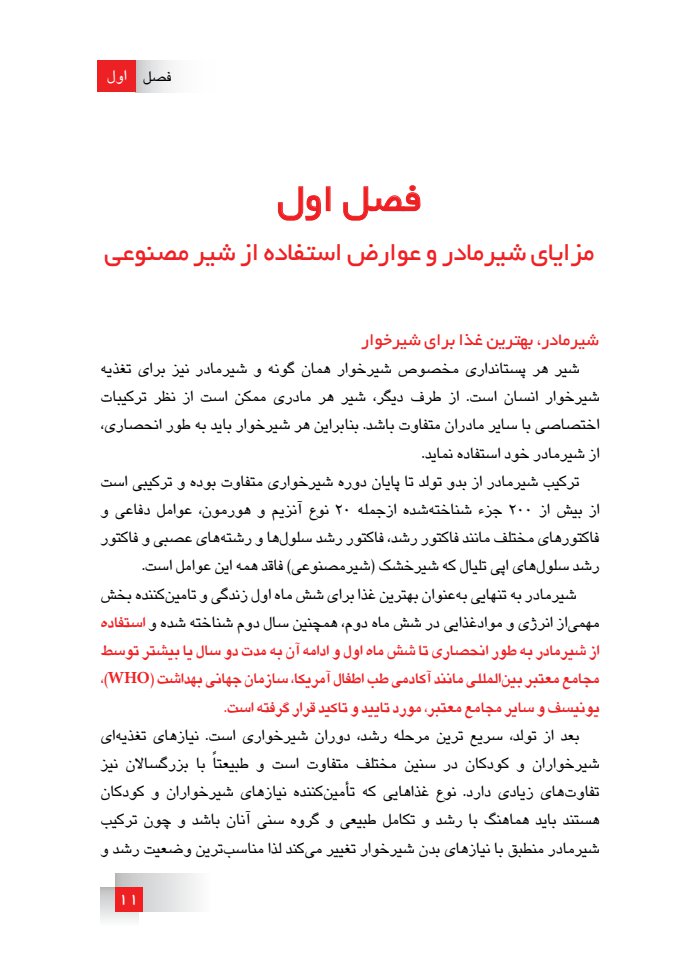 فصل اول
فصل اول
مزایای شیرمادر و عوارض استفاده از شیر مصنوعی
شیرمادر، بهترین غذا برای شیرخوار
شیر هر پستانداری مخصوص شیرخوار همان گونه و شیرمادر نیز برای تغذیه
شیرخوار انسان است. از طرف دیگر، شیر هر مادری ممکن است از نظر ترکیبات
اختصاصی با سایر مادران متفاوت باشد. بنابراین هر شیرخوار باید به طور انحصاری،
از شیرمادر خود استفاده نماید.
ترکیب شیرمادر از بدو تولد تا پایان دوره شیرخواری متفاوت بوده و ترکیبی است
از بیش از ۲۰۰ جزء شناخته‌شده ازجمله ۲۰ نوع آنزیم و هورمون، عوامل دفاعی و
فاکتورهای مختلف مانند فاکتور رشد، فاکتور رشد سلول‌ها و رشته‌های عصبی و فاکتور
رشد سلول‌های اپی تلیال که شیرخشک (شیرمصنوعی) فاقد همه این عوامل است.
شیرمادر به تنهایی به‌عنوان بهترین غذا برای شش ماه اول زندگی و تامین‌کننده بخش
مهمی‌از انرژی و موادغذایی در شش ماه دوم، همچنین سال دوم شناخته شده و استفاده
از شیرمادر به طور انحصاری تا شش ماه اول و ادامه آن به مدت دو سال یا بیشتر توسط
مجامع معتبر بین‌المللی مانند آکادمی طب اطفال آمریکا، سازمان جهانی بهداشت (WHO)،
یونیسف و سایر مجامع معتبر، مورد تایید و تاکید قرار گرفته است.
بعد از تولد، سریع ترین مرحله رشد، دوران شیرخواری است. نیازهای تغذیه‌ای
شیرخواران و کودکان در سنین مختلف متفاوت است و طبیعتاً با بزرگسالان نیز
تفاوت‌های زیادی دارد. نوع غذاهایی که تأمین‌کننده نیازهای شیرخواران و کودکان
هستند باید هماهنگ با رشد و تکامل طبیعی و گروه سنی آنان باشد و چون ترکیب
شیرمادر منطبق با نیازهای بدن شیرخوار تغییر می‌کند لذا مناسب‌ترین وضعیت رشد و
۱۱